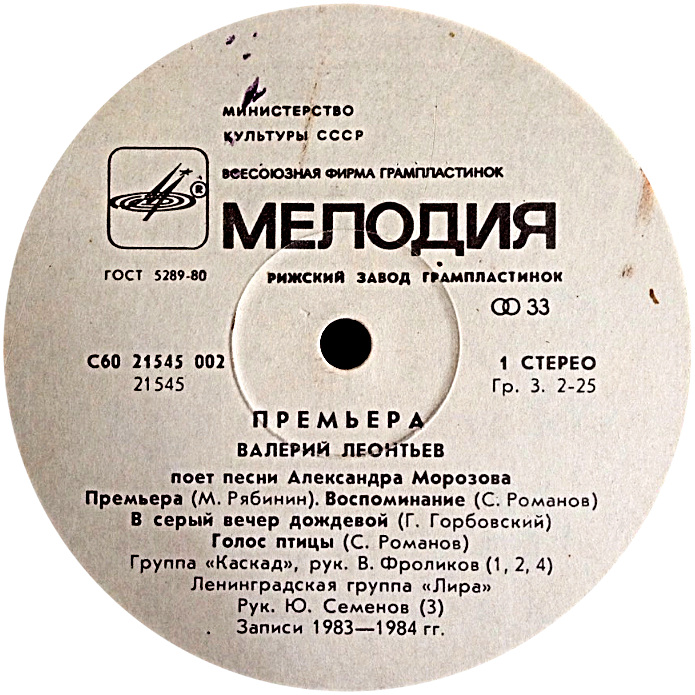 МИНИСТЕРСТВО
КУЛЬТУРЫ СССР
ВСЕСОЮЗНАЯ ФИРМА ГРАМПЛАСТИНОК
®
МЕЛОДИЯ
ГОСТ 5289-80
РИЖСКИЙ ЗАВОД ГРАМПЛАСТИНОК
33
С60 21545 002
1 СТЕРЕО
21545
Гр. 3. 2-25
ПРЕМЬЕРА
ВАЛЕРИЙ ЛЕОНТЬЕВ
поет песни Александра Морозова
Премьера (М. Рябинин). Воспоминание (С. Романов)
В серый вечер дождевой (Г. Горбовский)
Голос птицы (С. Романов)
Группа «Каскад», рук. В. Фроликов (1, 2, 4)
Ленинградская группа «Лира»
Рук. Ю. Семенов (3)
Записи 1983—1984 гг.